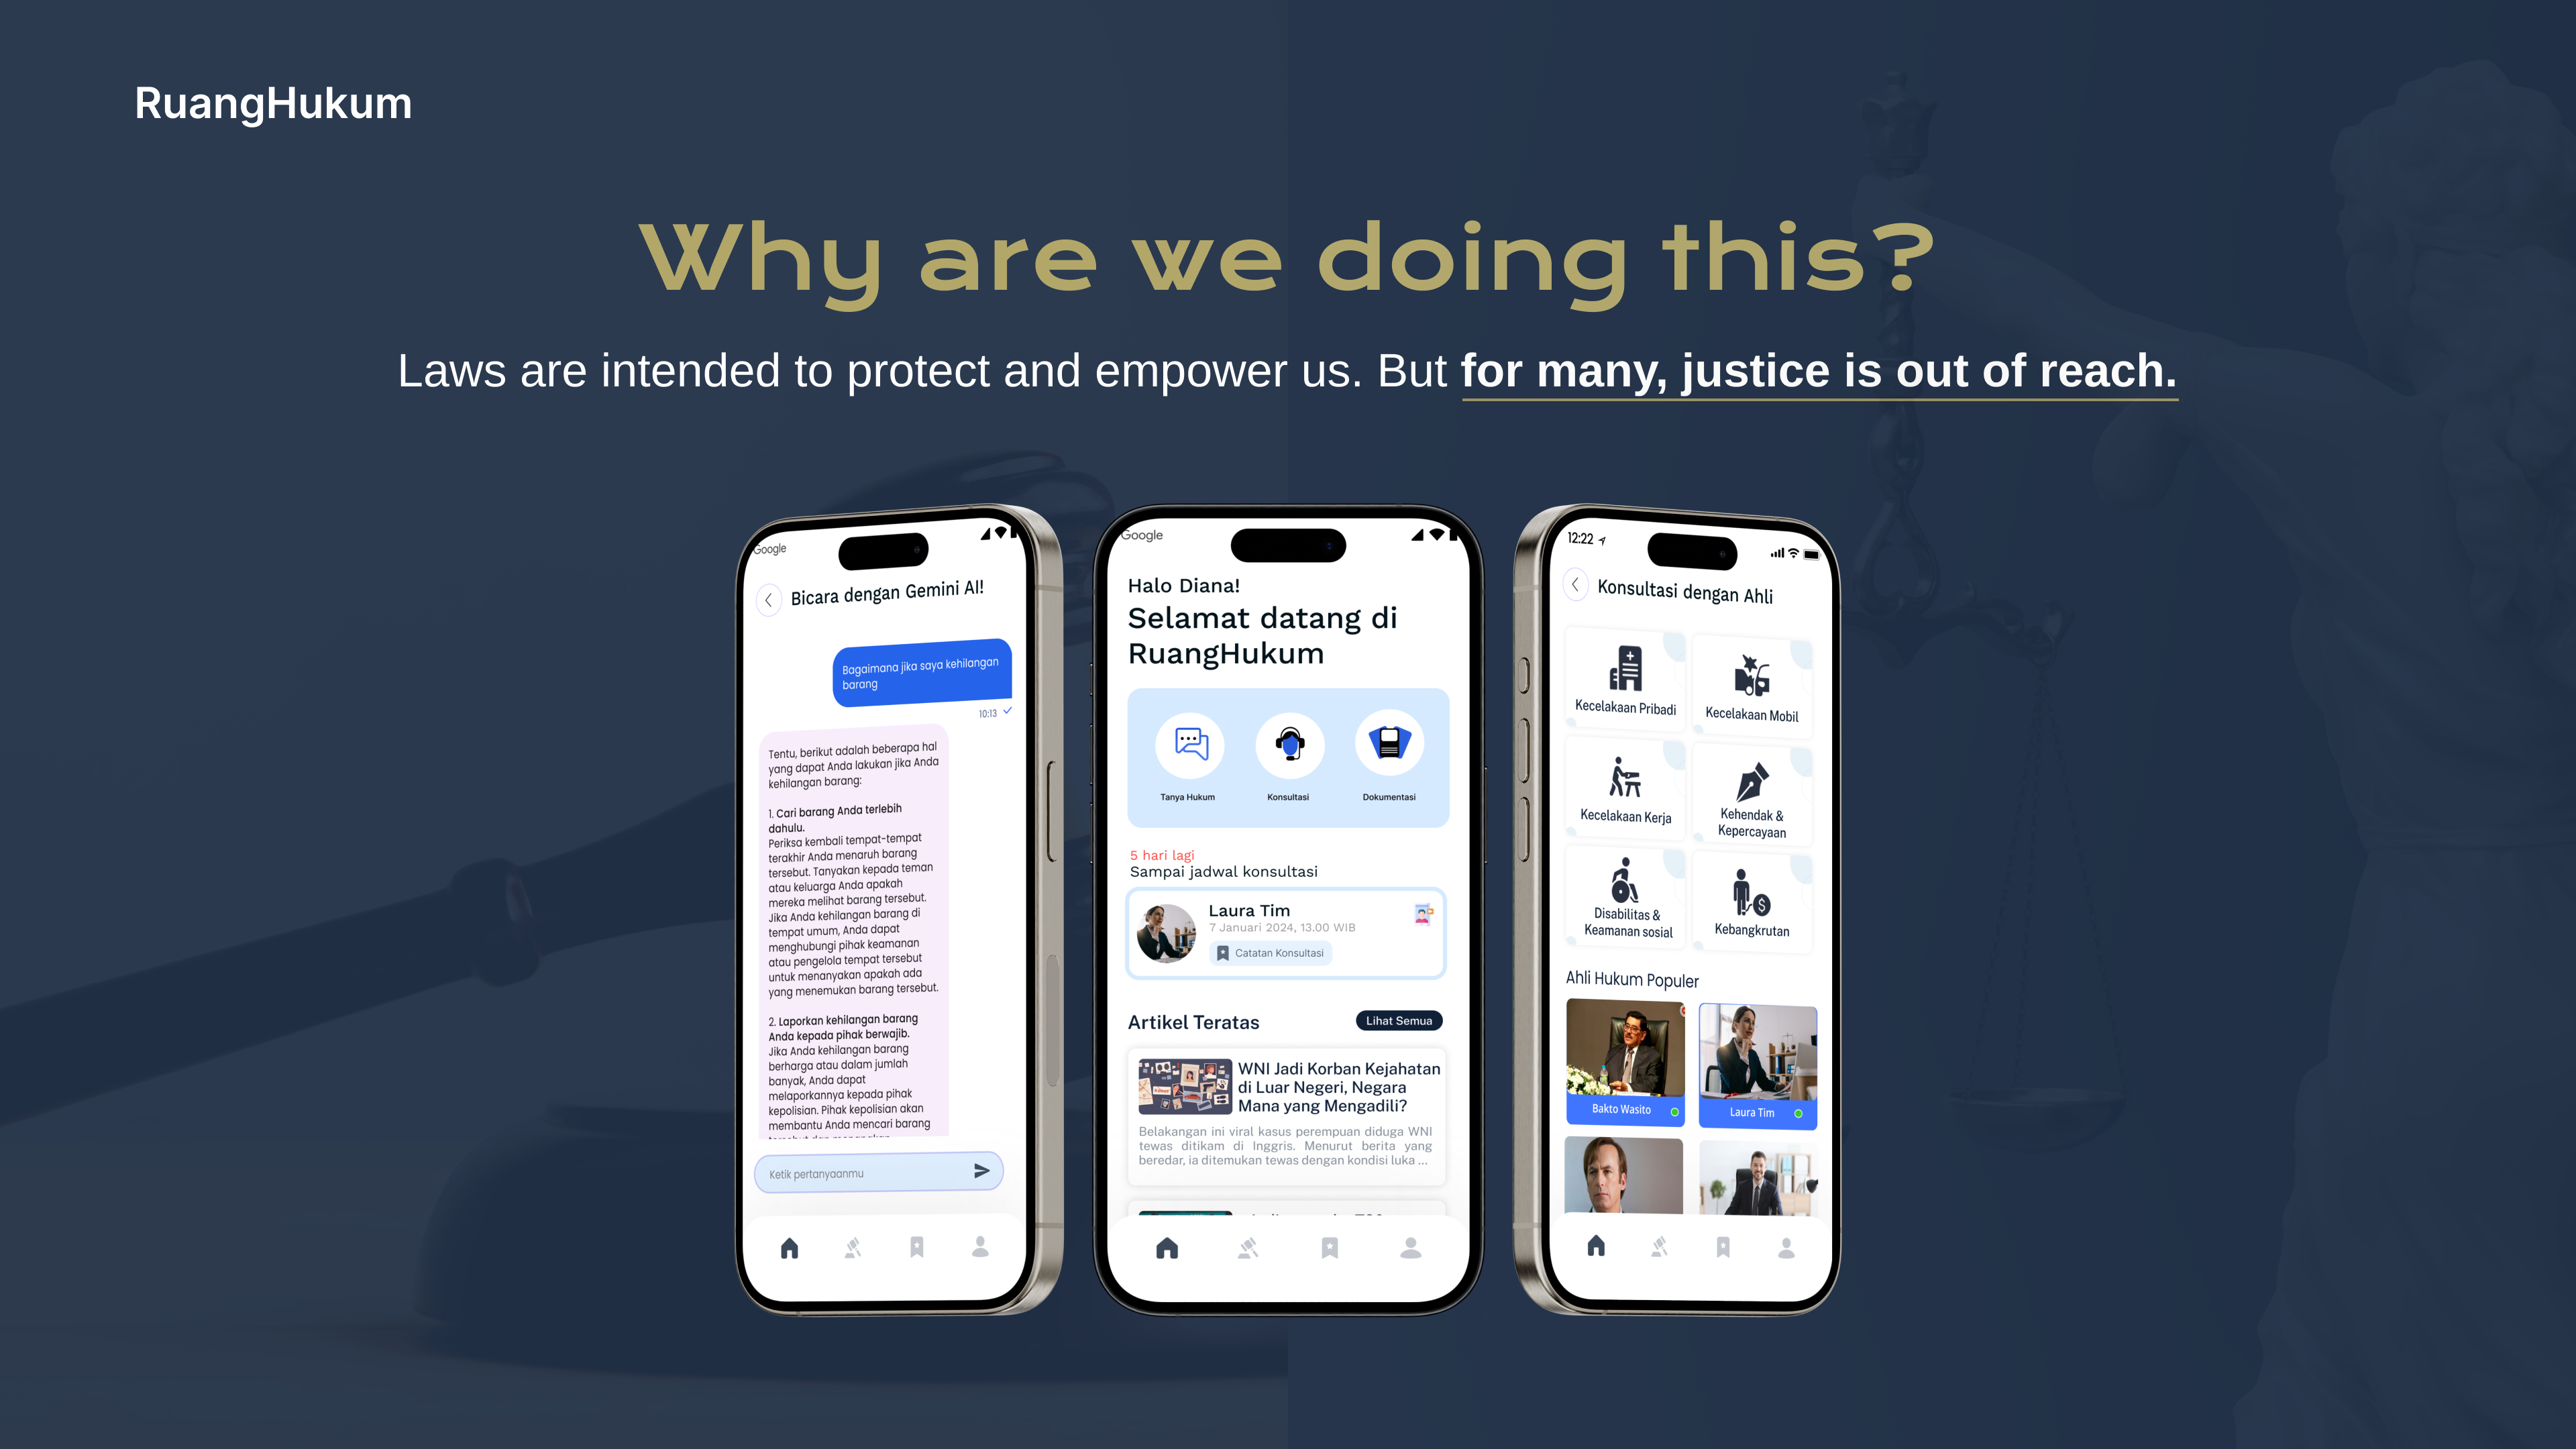 RuangHukum
Why are we doing this?
Laws are intended to protect and empower us. But for many, justice is out of reach.
Google
Bicara dengan Gemini AI!
Bagaimana jika saya kehilangan
barang
10:13
Tentu, berikut adalah beberapa hal
yang dapat Anda lakukan jika Anda
kehilangan barang:
1. Cari barang Anda terlebih
dahulu.
Periksa kembali tempat-tempat
terakhir Anda menaruh barang
tersebut. Tanyakan kepada teman
atau keluarga Anda apakah
mereka melihat barang tersebut.
Jika Anda kehilangan barang di
tempat umum, Anda dapat
menghubungi pihak keamanan
atau pengelola tempat tersebut
untuk menanyakan apakah ada
yang menemukan barang tersebut.
2. Laporkan kehilangan barang
Anda kepada pihak berwajib.
Jika Anda kehilangan barang
berharga atau dalam jumlah
banyak, Anda dapat
melaporkannya kepada pihak
kepolisian. Pihak kepolisian akan
membantu Anda mencari barang
Ketik pertanyaanmu
Google
Halo Diana!
Selamat datang di
RuangHukum
Tanya Hukum
Konsultasi
Dokumentasi
5 hari lagi
Sampai jadwal konsultasi
Laura Tim
7 Januari 2024, 13.00 WIB
Catatan Konsultasi
Artikel Teratas
Lihat Semua
WNI Jadi Korban Kejahatan
di Luar Negeri, Negara
Mana yang Mengadili?
Belakangan ini viral kasus perempuan diduga WNI
tewas ditikam di Inggris. Menurut berita yang
beredar, ia ditemukan tewas dengan kondisi luka ...
12:22
Konsultasi dengan Ahli
Kecelakaan Pribadi
Kecelakaan Mobil
Kecelakaan Kerja
Kehendak &
Kepercayaan
Disabilitas &
Keamanan sosial
Kebangkrutan
Ahli Hukum Populer
Bakto Wasito
Laura Tim